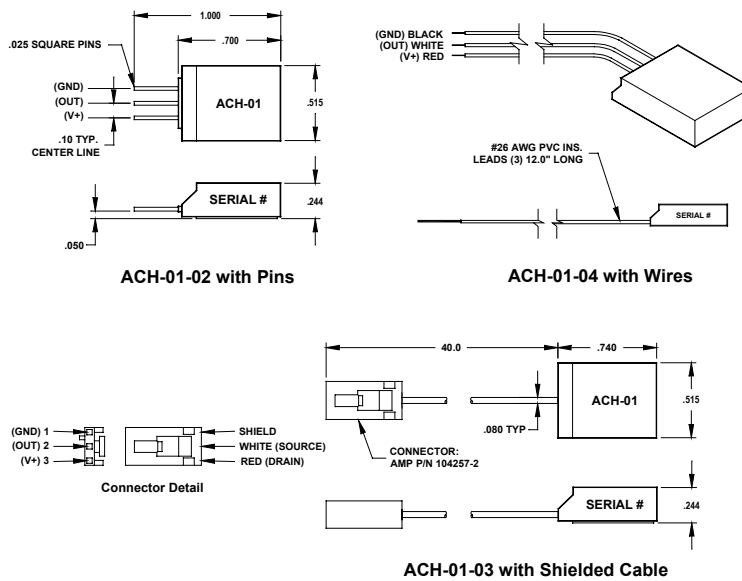 1.000
.700
.025 SQUARE PINS
(GND)
(OUT)
(V+)
ACH-01
.515
.10 TYP.
CENTER LINE
SERIAL #
.244
.050
ACH-01-02 with Pins
(GND) BLACK
(OUT) WHITE
(V+) RED
#26 AWG PVC INS.
LEADS (3) 12.0" LONG
SERIAL #
ACH-01-04 with Wires
(GND) 1
(OUT) 2
(V+) 3
SHIELD
WHITE (SOURCE)
RED (DRAIN)
Connector Detail
40.0
.740
ACH-01
.515
.080 TYP
CONNECTOR:
AMP P/N 104257-2
SERIAL #
.244
ACH-01-03 with Shielded Cable